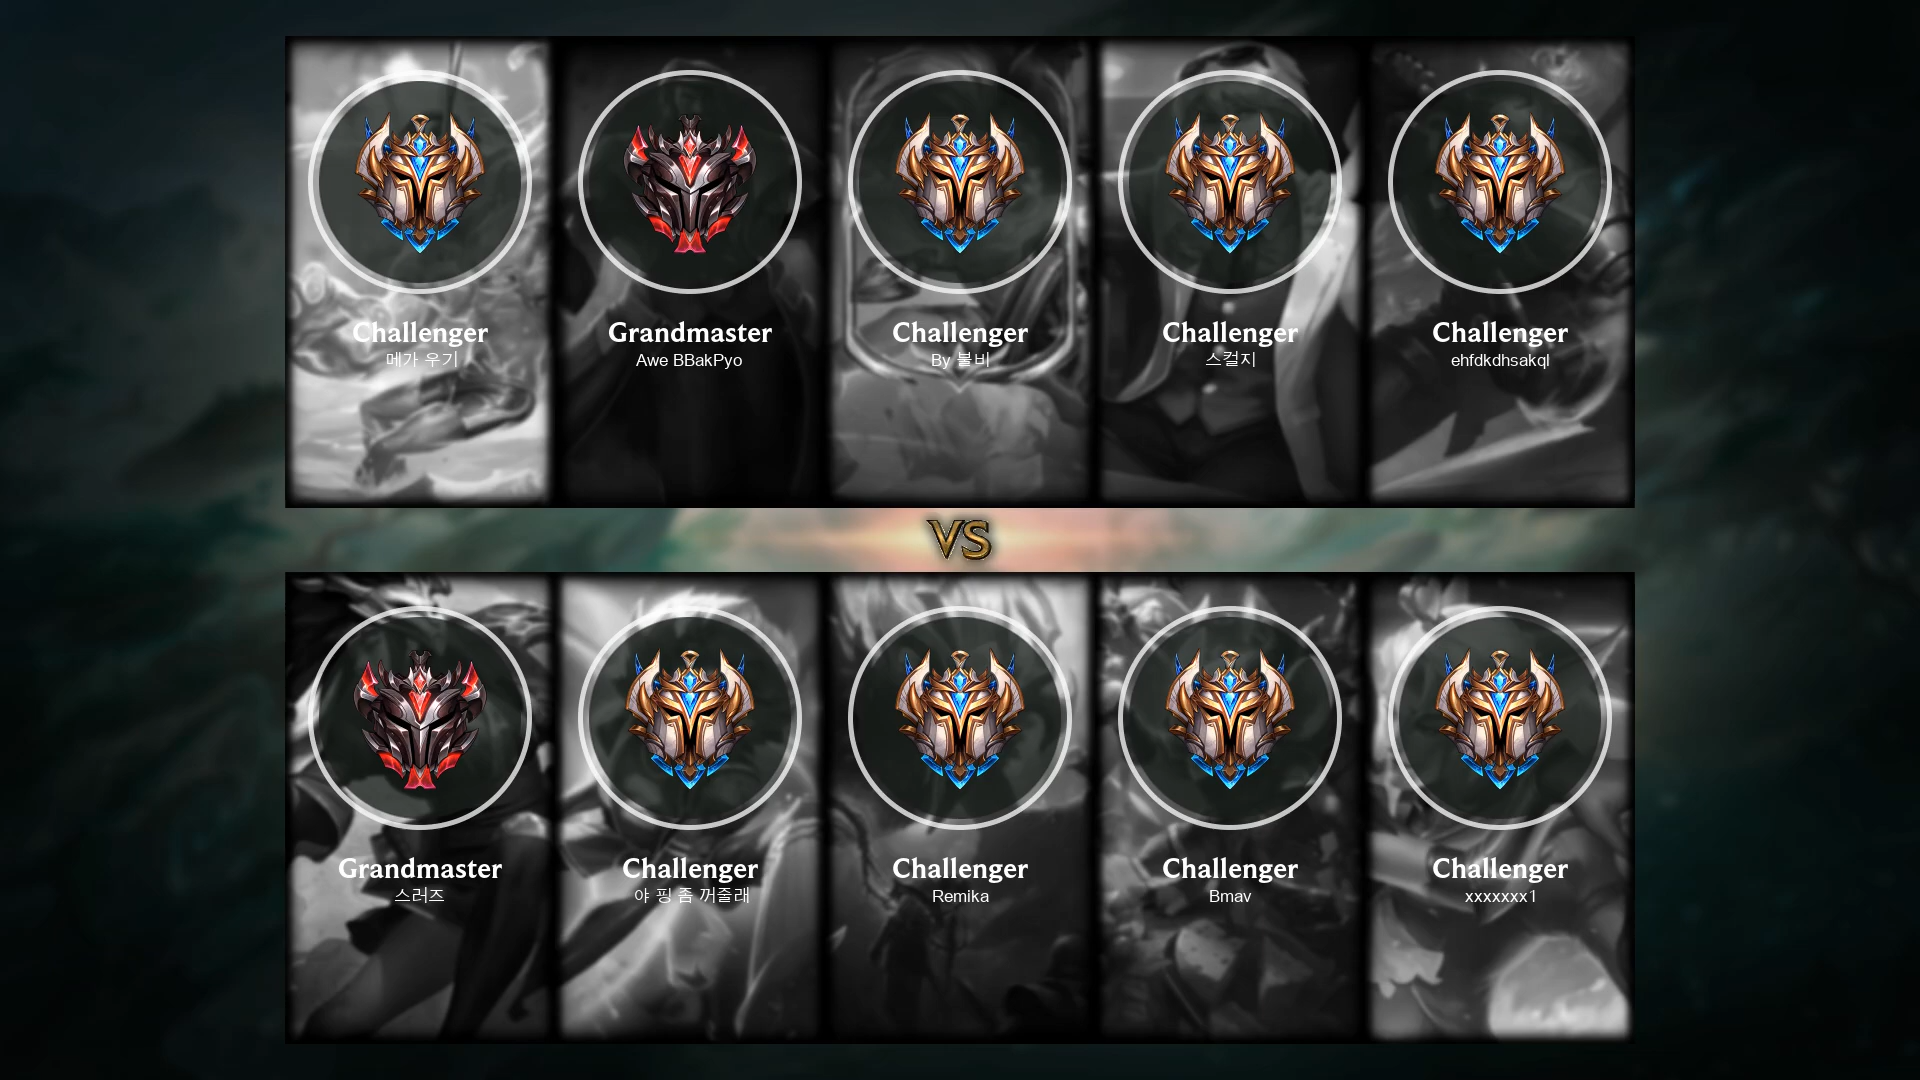 Challenger
메가 우기
Grandmaster
Awe BBakPyo
Challenger
By 불비
Challenger
스컬지
Challenger
ehfdkdhsakql
VS
Grandmaster
스러즈
Challenger
야 핑 좀 꺼줄래
Challenger
Remika
Challenger
Bmav
Challenger
xxxxxxx1